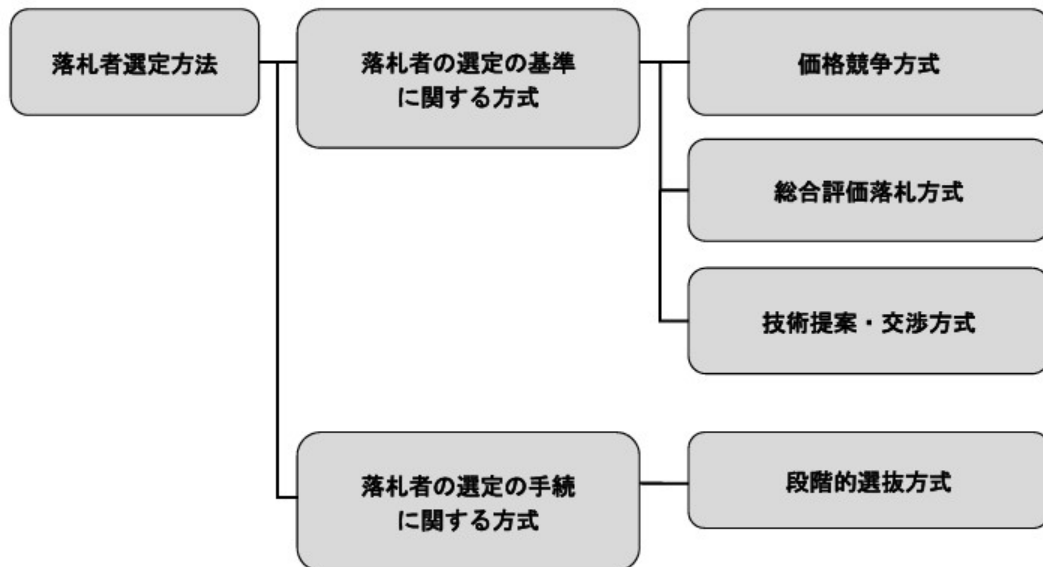 落札者選定方法
落札者の選定の基準
に関する方式
価格競争方式
総合評価落札方式
技術提案・交渉方式
落札者の選定の手続
に関する方式
段階的選抜方式